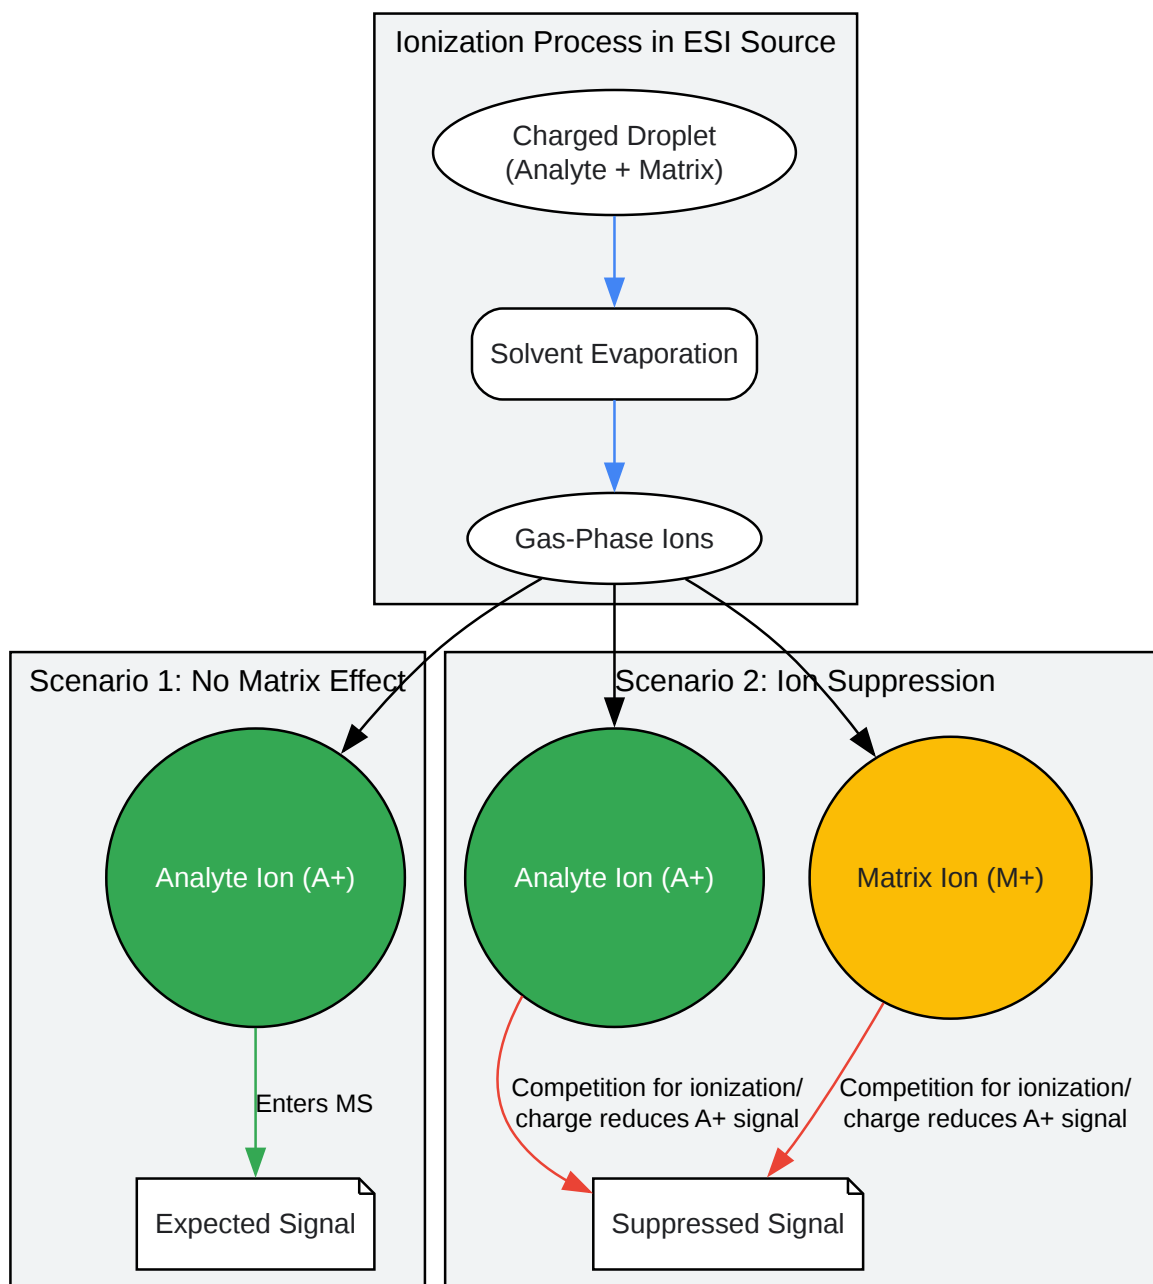 Ionization Process in ESI Source
Charged Droplet
(Analyte + Matrix)
Solvent Evaporation
Gas-Phase Ions
Scenario 1: No Matrix Effect
Scenario 2: Ion Suppression
Analyte Ion (A+)
Analyte Ion (A+)
Matrix Ion (M+)
Enters MS
Competition for ionization/
charge reduces A+ signal
Competition for ionization/
charge reduces A+ signal
Expected Signal
Suppressed Signal